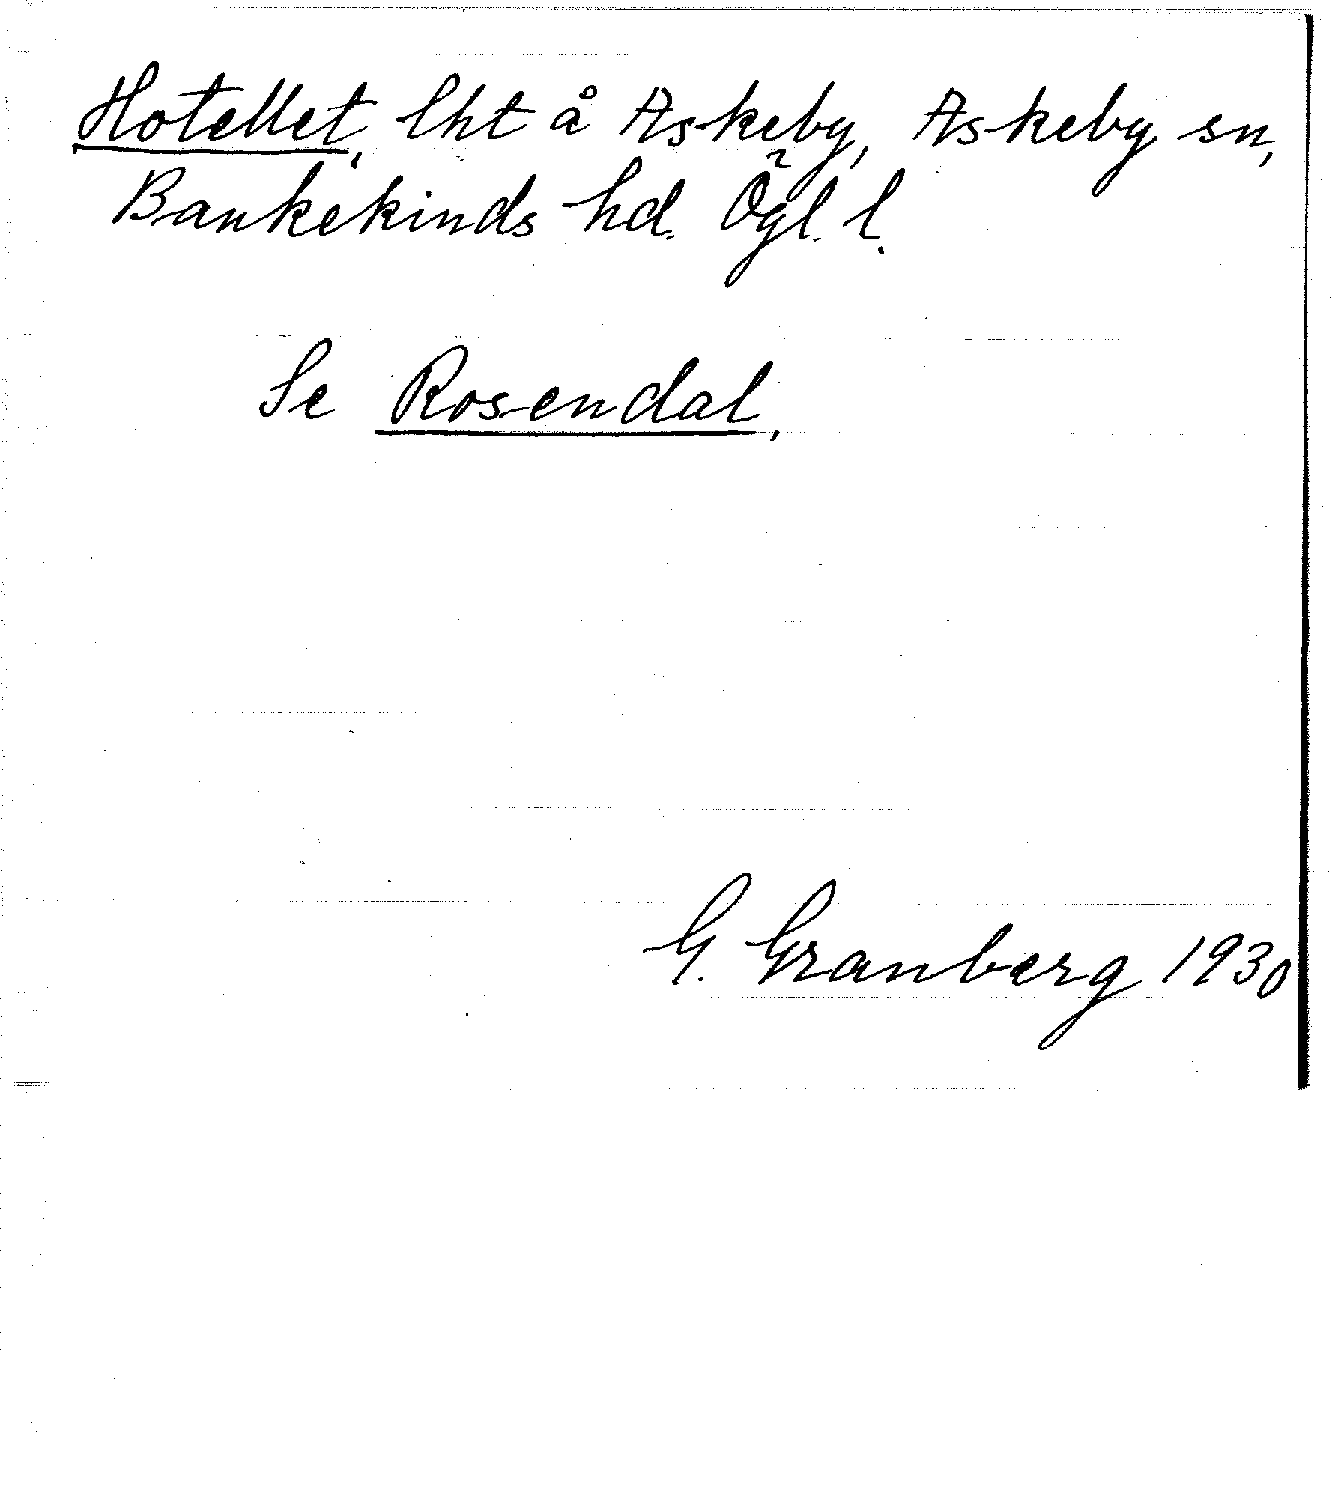 Hotellet, lht å Askeby, Askeby sn,
Bankekinds hd. Ögl. l.
Se Rosendal,
G. Granberg 1930